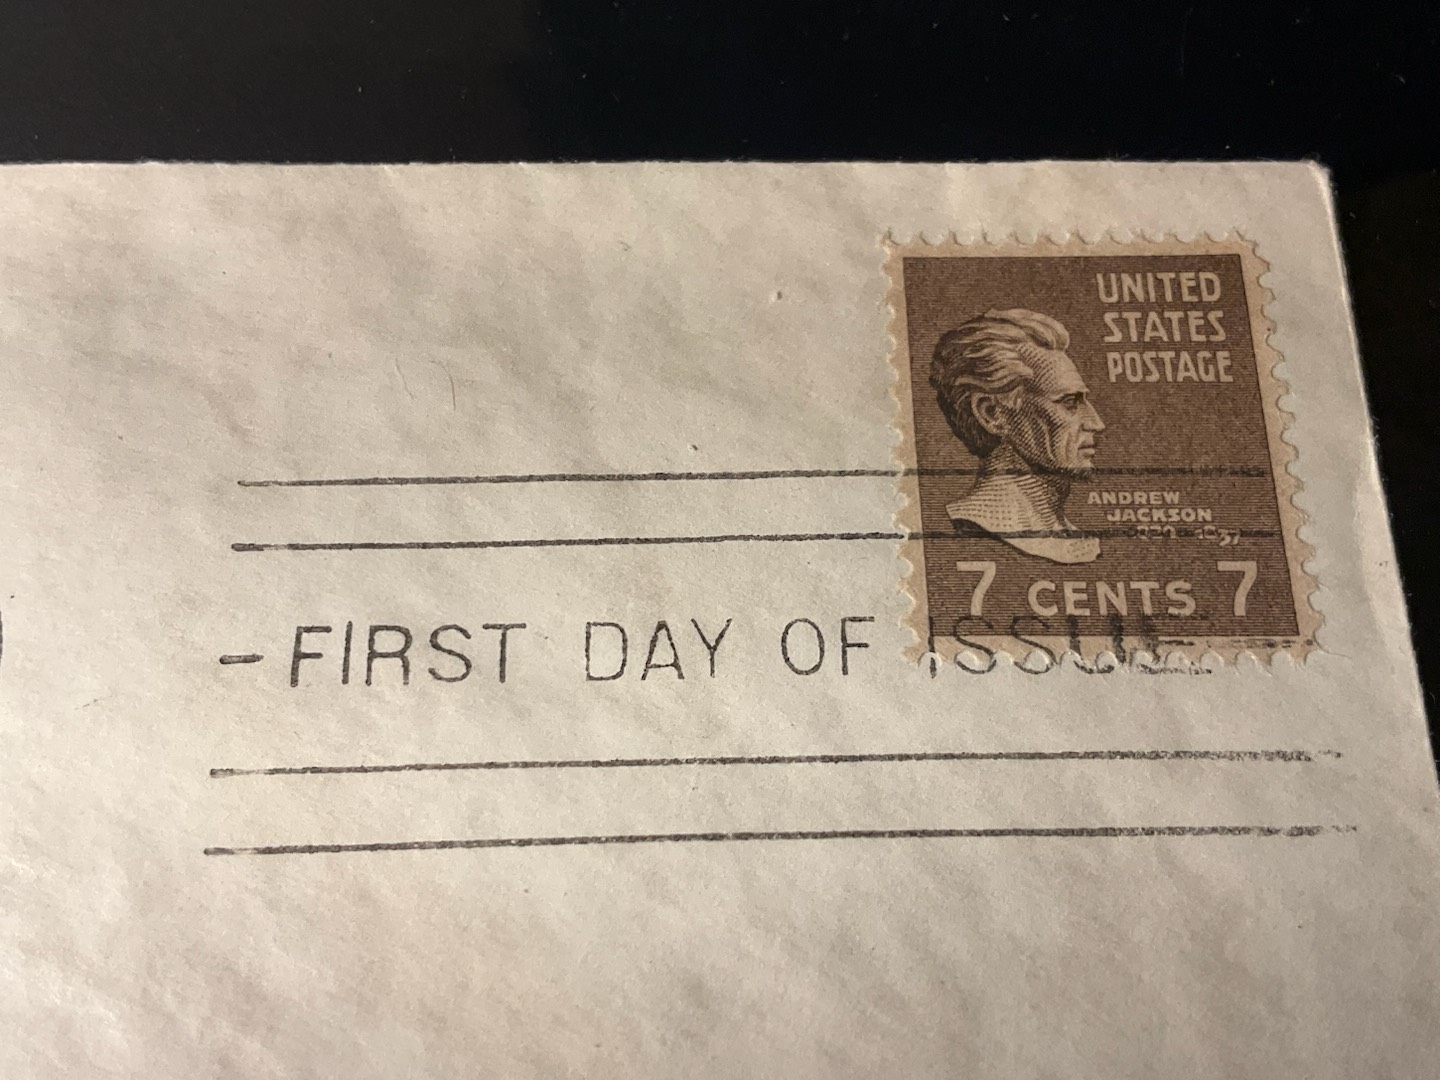 UNITED
STATES
POSTAGE
ANDREW
JACKSON
7 CENTS 7
-FIRST DAY OF ISSUE-